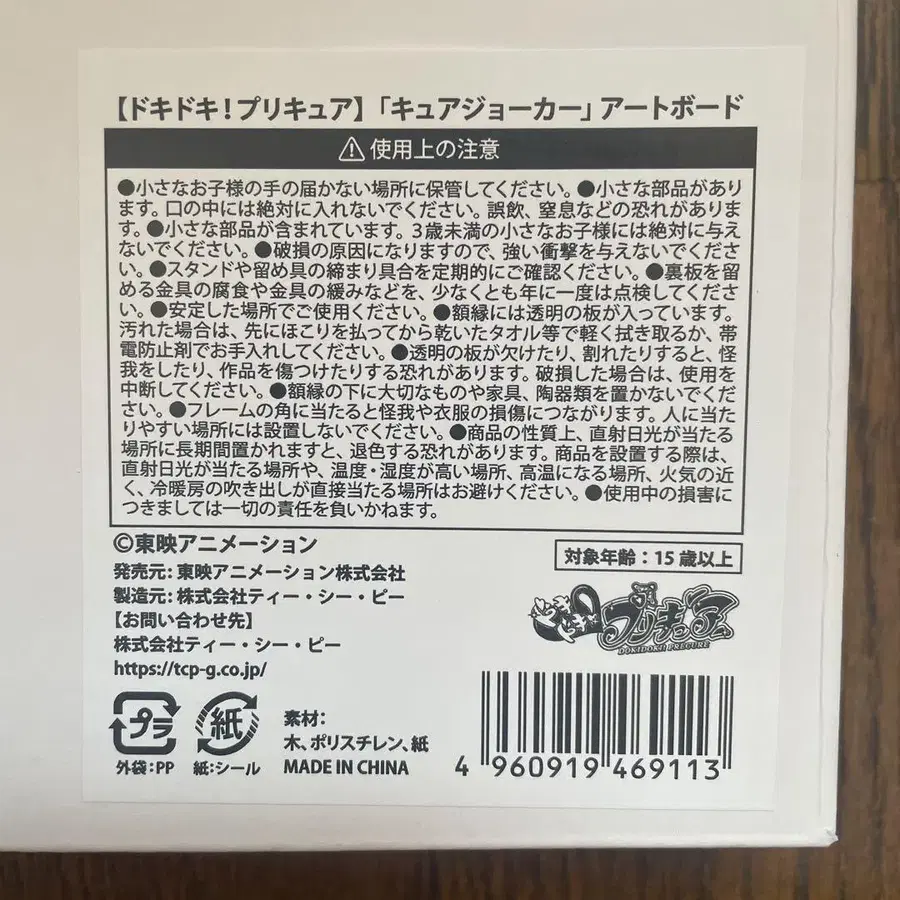 【ドキドキ!プリキュア】「キュアジョーカー」アートボード
⚠使用上の注意
●小さなお子様の手の届かない場所に保管してください。●小さな部品があり
ます。口の中には絶対に入れないでください。誤飲、窒息などの恐れがありま
す。●小さな部品が含まれています。3歳未満の小さなお子様には絶対に与え
ないでください。●破損の原因になりますので、強い衝撃を与えないでくださ
い。●スタンドや留め具の締まり具合を定期的にご確認ください。●裏板を留
める金具の腐食や金具の緩みなどを、少なくとも年に一度は点検してくださ
い。●安定した場所でご使用ください。●額縁には透明の板が入っています。
汚れた場合は、先にほこりを払ってから乾いたタオル等で軽く拭き取るか、帯
電防止剤でお手入れしてください。●透明の板が欠けたり、割れたりすると、怪
我をしたり、作品を傷つけたりする恐れがあります。破損した場合は、使用を
中断してください。●額縁の下に大切なものや家具、陶器類を置かないでくだ
さい。●フレームの角に当たると怪我や衣服の損傷につながります。人に当た
りやすい場所には設置しないでください。●商品の性質上、直射日光が当たる
場所に長期間置かれますと、退色する恐れがあります。商品を設置する際は、
直射日光が当たる場所や、温度・湿度が高い場所、高温になる場所、火気の近
く、冷暖房の吹き出しが直接当たる場所はお避けください。●使用中の損害に
つきましては一切の責任を負いかねます。
©東映アニメーション
対象年齢:15歳以上
発売元:東映アニメーション株式会社
製造元:株式会社ティー・シー・ピー
【お問い合わせ先】
株式会社ティー・シー・ピー
https://tcp-g.co.jp/
ドキドキ!プリキュア
DOKIDOKI! PRECURE
プラ
外袋:PP
紙
紙:シール
素材:
木、ポリスチレン、紙
MADE IN CHINA
4 960919 469113